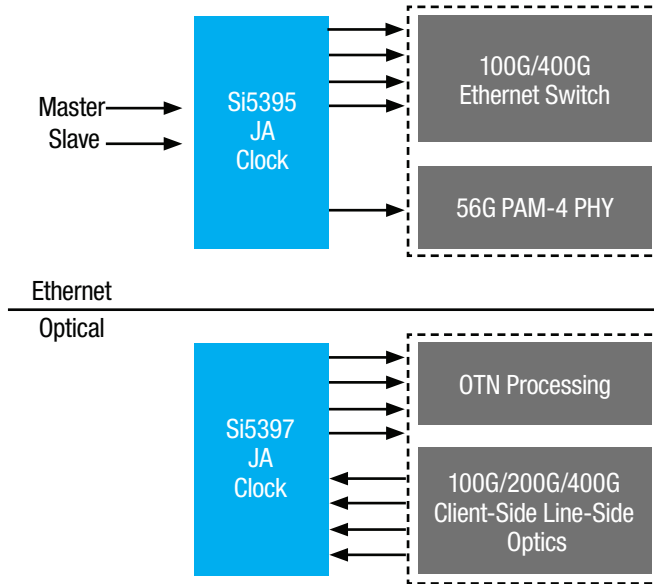 Master
Slave
Si5395
JA
Clock
100G/400G
Ethernet Switch
56G PAM-4 PHY
Ethernet
Optical
Si5397
JA
Clock
OTN Processing
100G/200G/400G
Client-Side Line-Side
Optics